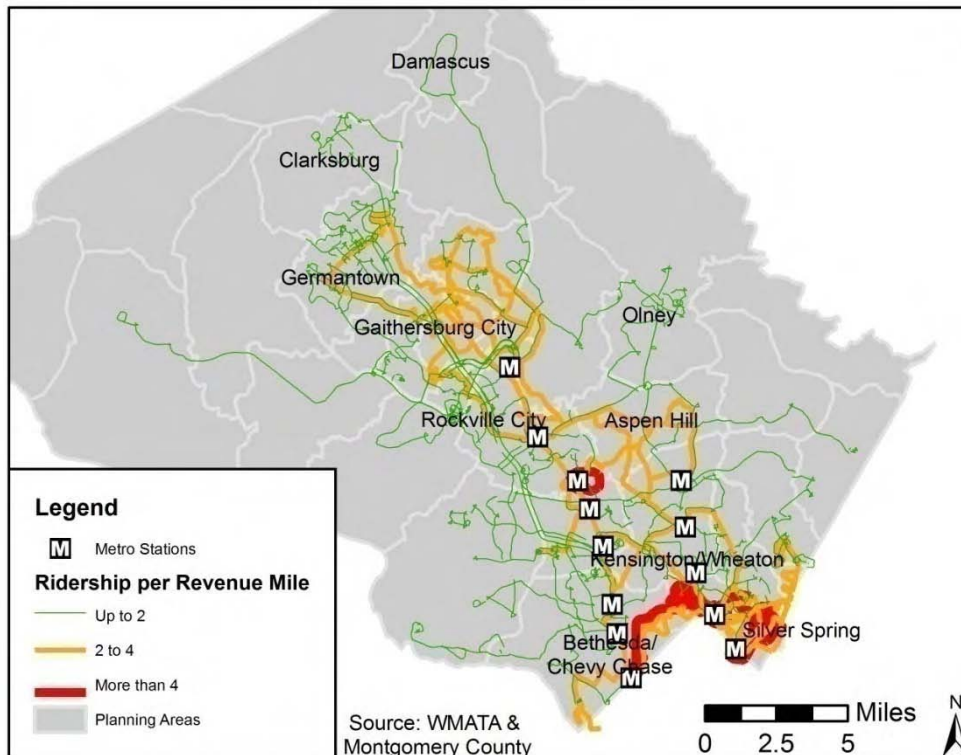 Damascus
Clarksburg
Germantown
Olney
Gaithersburg City
M
Rockville City
Aspen Hill
M
M
M
M
M
M
Kensington/Wheaton
M
M
M
M
Silver Spring
Bethesda/
Chevy Chase
M
M
Legend
M Metro Stations
Ridership per Revenue Mile
Up to 2
2 to 4
More than 4
Planning Areas
Source: WMATA &
Montgomery County
Miles
0 2.5 5
N